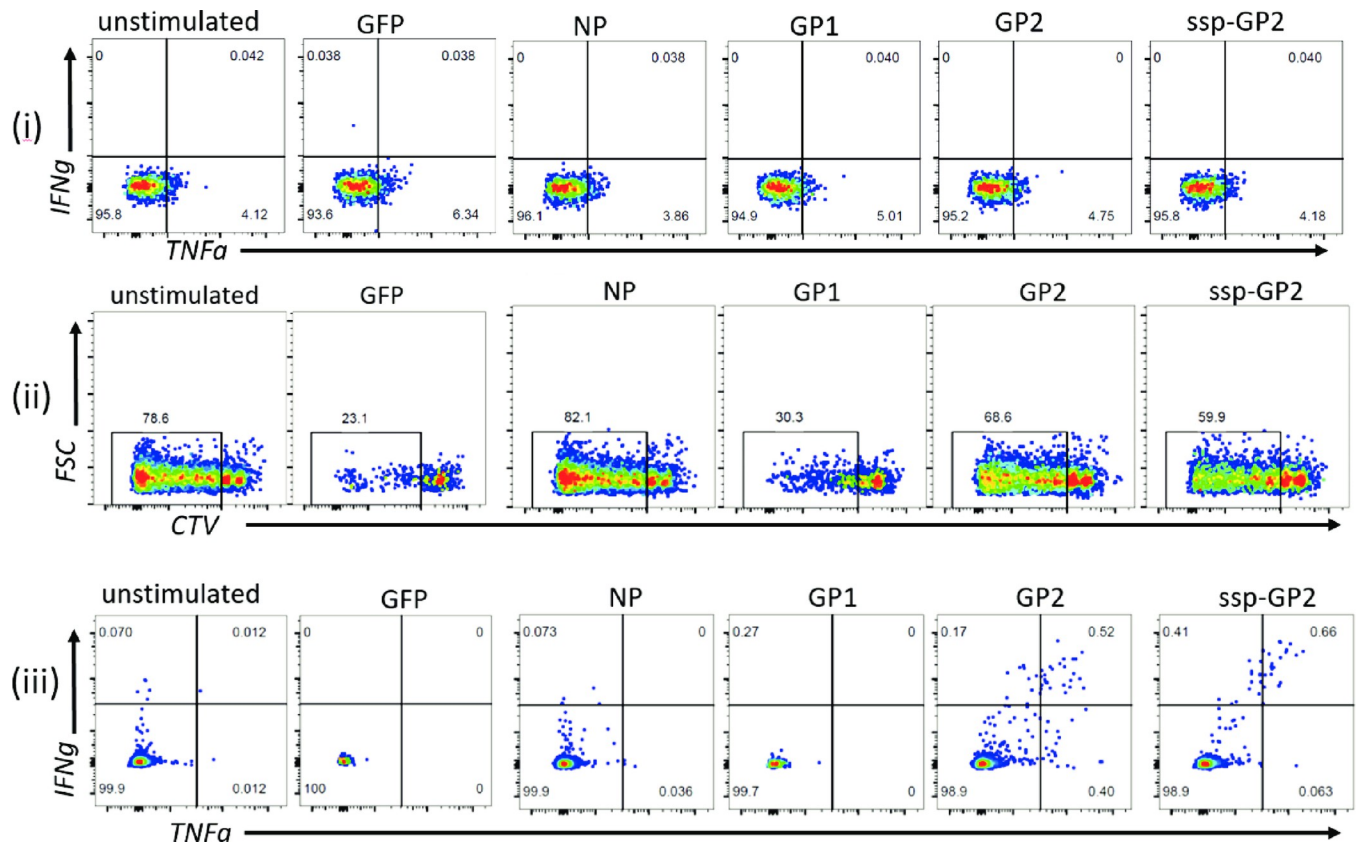 unstimulated GFP NP GP1 GP2 ssp-GP2
0 0.042 0.038 0.038 0 0.038 0 0.040 0 0 0 0.040
(i)
IFNg
95.8 4.12 93.6 6.34 96.1 3.86 94.9 5.01 95.2 4.75 95.8 4.18
TNFa
unstimulated GFP NP GP1 GP2 ssp-GP2
(ii)
78.6 23.1 82.1 30.3 68.6 59.9
FSC
CTV
unstimulated GFP NP GP1 GP2 ssp-GP2
0.070 0.012 0 0 0.073 0 0.27 0 0.17 0.52 0.41 0.66
(iii)
IFNg
99.9 0.012 100 0 99.9 0.036 99.7 0 98.9 0.40 98.9 0.063
TNFa